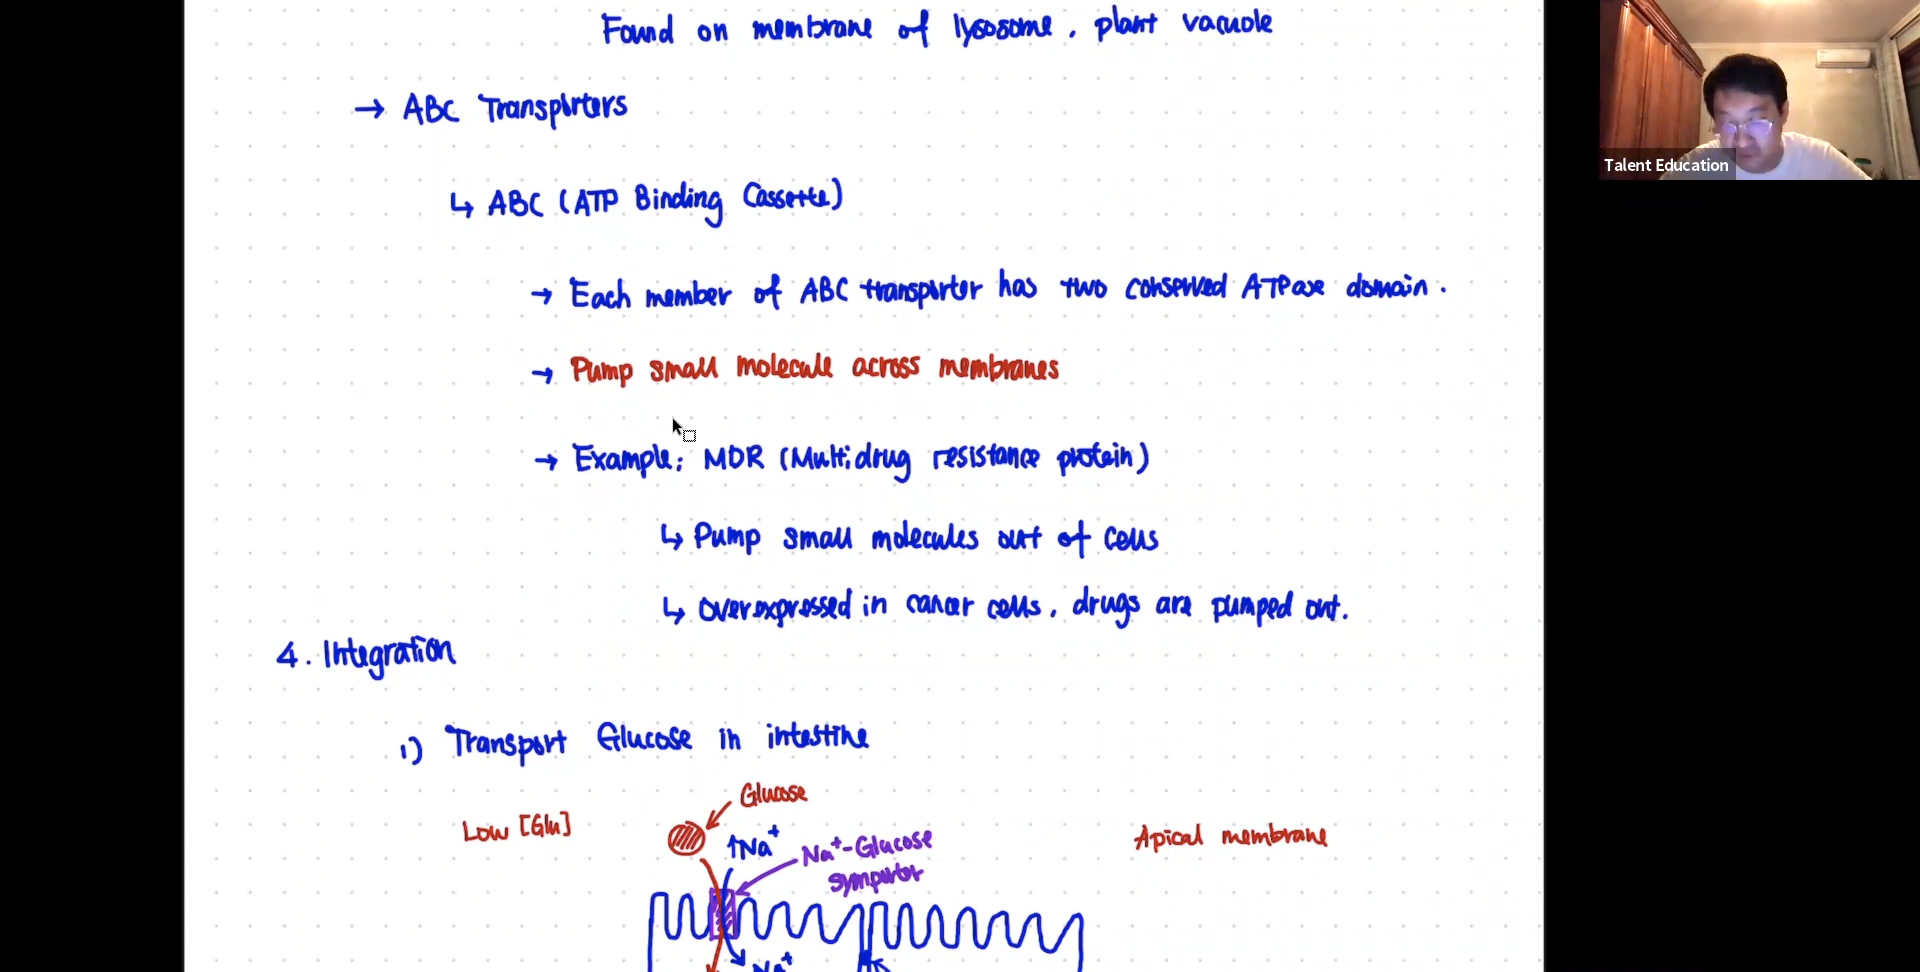 Found on membrane of lysosome, plant vacuole
→ ABC Transporters
Talent Education
↳ ABC (ATP Binding Cassette)
→ Each member of ABC transporter has two conserved ATPase domain.
→ Pump small molecule across membranes
→ Example: MDR (Multidrug resistance protein)
↳ Pump small molecules out of cells
↳ Overexpressed in cancer cells, drugs are pumped out.
4. Integration
1) Transport Glucose in intestine
Glucose
Low [Glu]
↑Na⁺
Na⁺-Glucose
symporter
Apical membrane
Na⁺